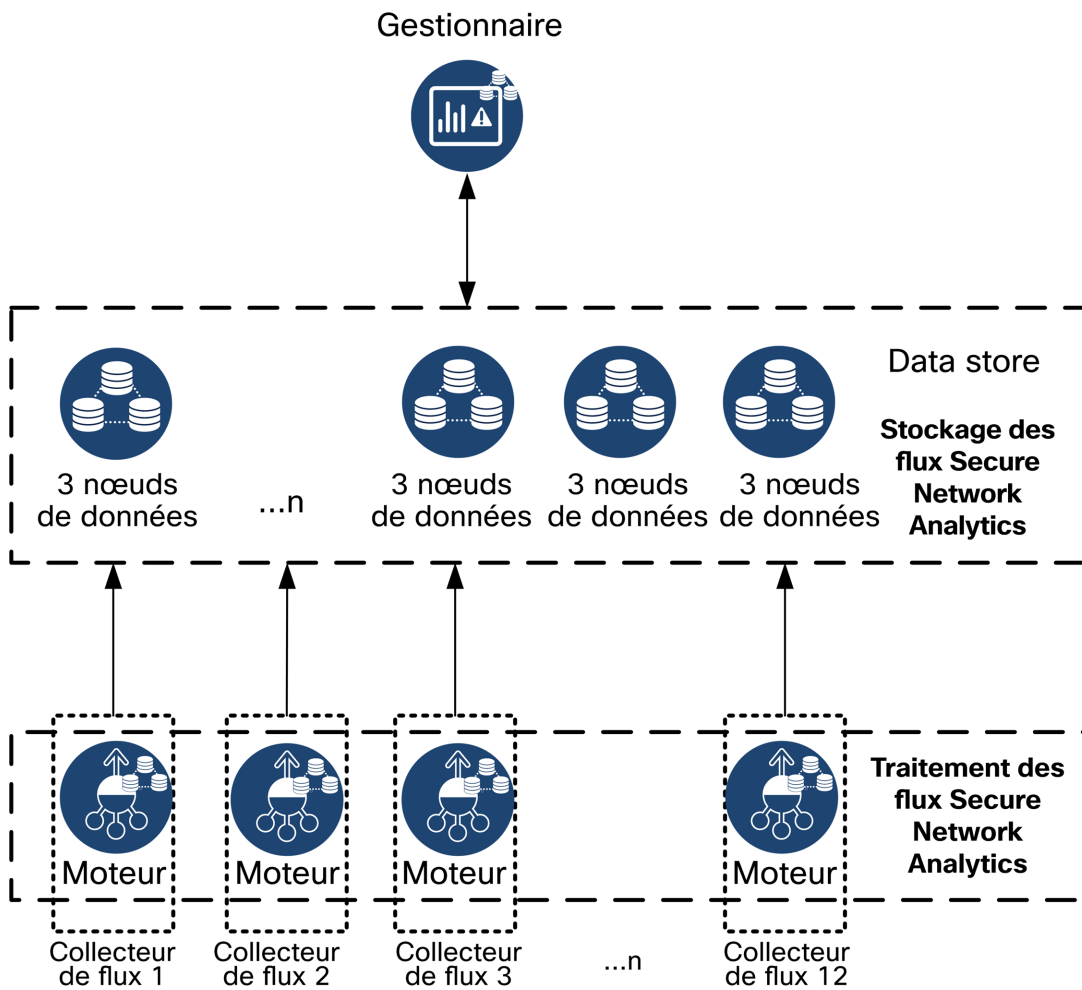 Gestionnaire
Data store
Stockage des
flux Secure
Network
Analytics
3 nœuds
de données
...n
3 nœuds
de données
3 nœuds
de données
3 nœuds
de données
Traitement des
flux Secure
Network
Analytics
Moteur
Moteur
Moteur
Moteur
Collecteur
de flux 1
Collecteur
de flux 2
Collecteur
de flux 3
...n
Collecteur
de flux 12